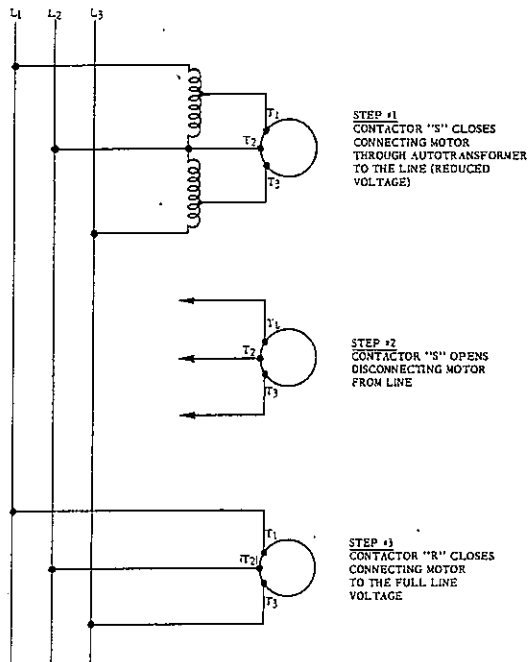 L1 L2 L3
T1
T2
T3
STEP #1
CONTACTOR "S" CLOSES
CONNECTING MOTOR
THROUGH AUTOTRANSFORMER
TO THE LINE (REDUCED
VOLTAGE)
T1
T2
T3
STEP #2
CONTACTOR "S" OPENS
DISCONNECTING MOTOR
FROM LINE
T1
T2
T3
STEP #3
CONTACTOR "R" CLOSES
CONNECTING MOTOR
TO THE FULL LINE
VOLTAGE